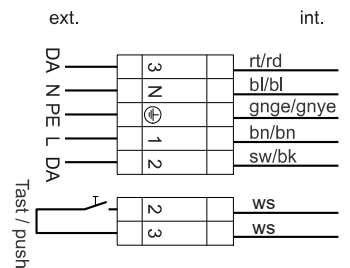 ext. int.
DA 3 rt/rd
N N bl/bl
PE gnge/gnye
L 1 bn/bn
DA 2 sw/bk
Tast / push
2 ws
3 ws